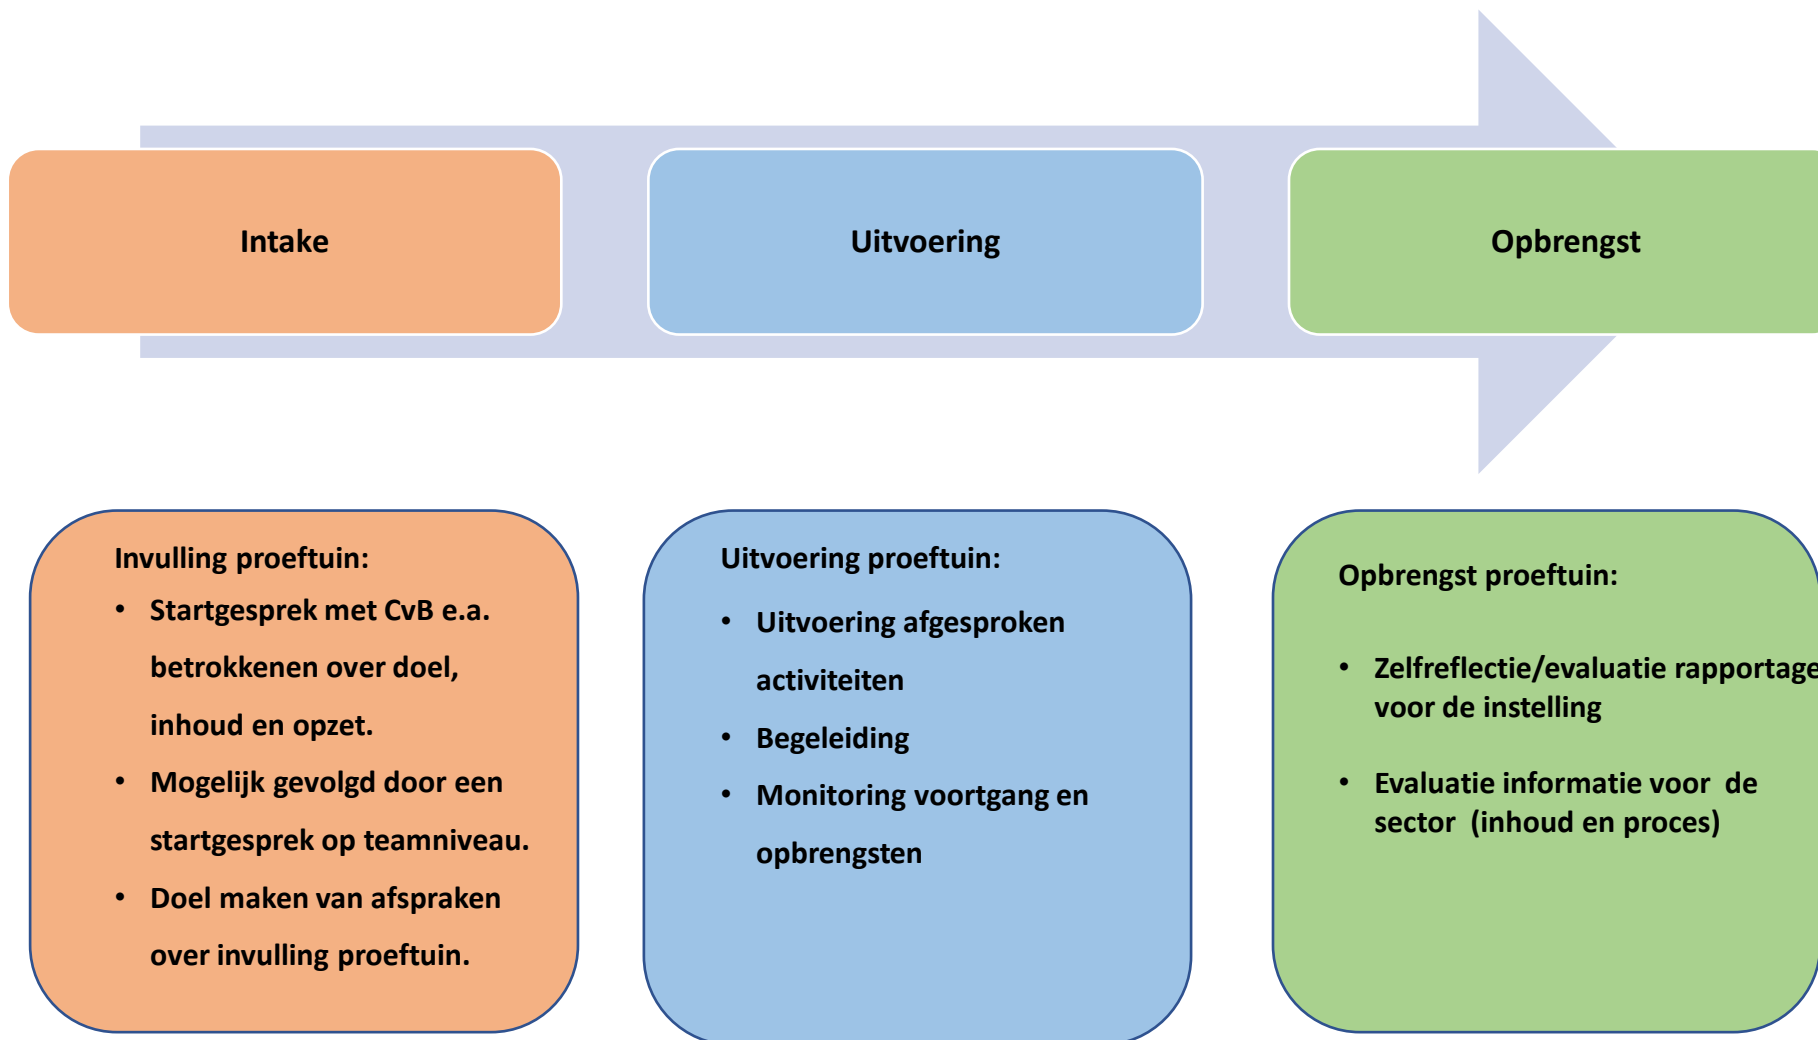 Intake
Uitvoering
Opbrengst
Invulling proeftuin:
• Startgesprek met CvB e.a.
betrokkenen over doel,
inhoud en opzet.
• Mogelijk gevolgd door een
startgesprek op teamniveau.
• Doel maken van afspraken
over invulling proeftuin.
Uitvoering proeftuin:
• Uitvoering afgesproken
activiteiten
• Begeleiding
• Monitoring voortgang en
opbrengsten
Opbrengst proeftuin:
• Zelfreflectie/evaluatie rapportage
voor de instelling
• Evaluatie informatie voor  de
sector  (inhoud en proces)